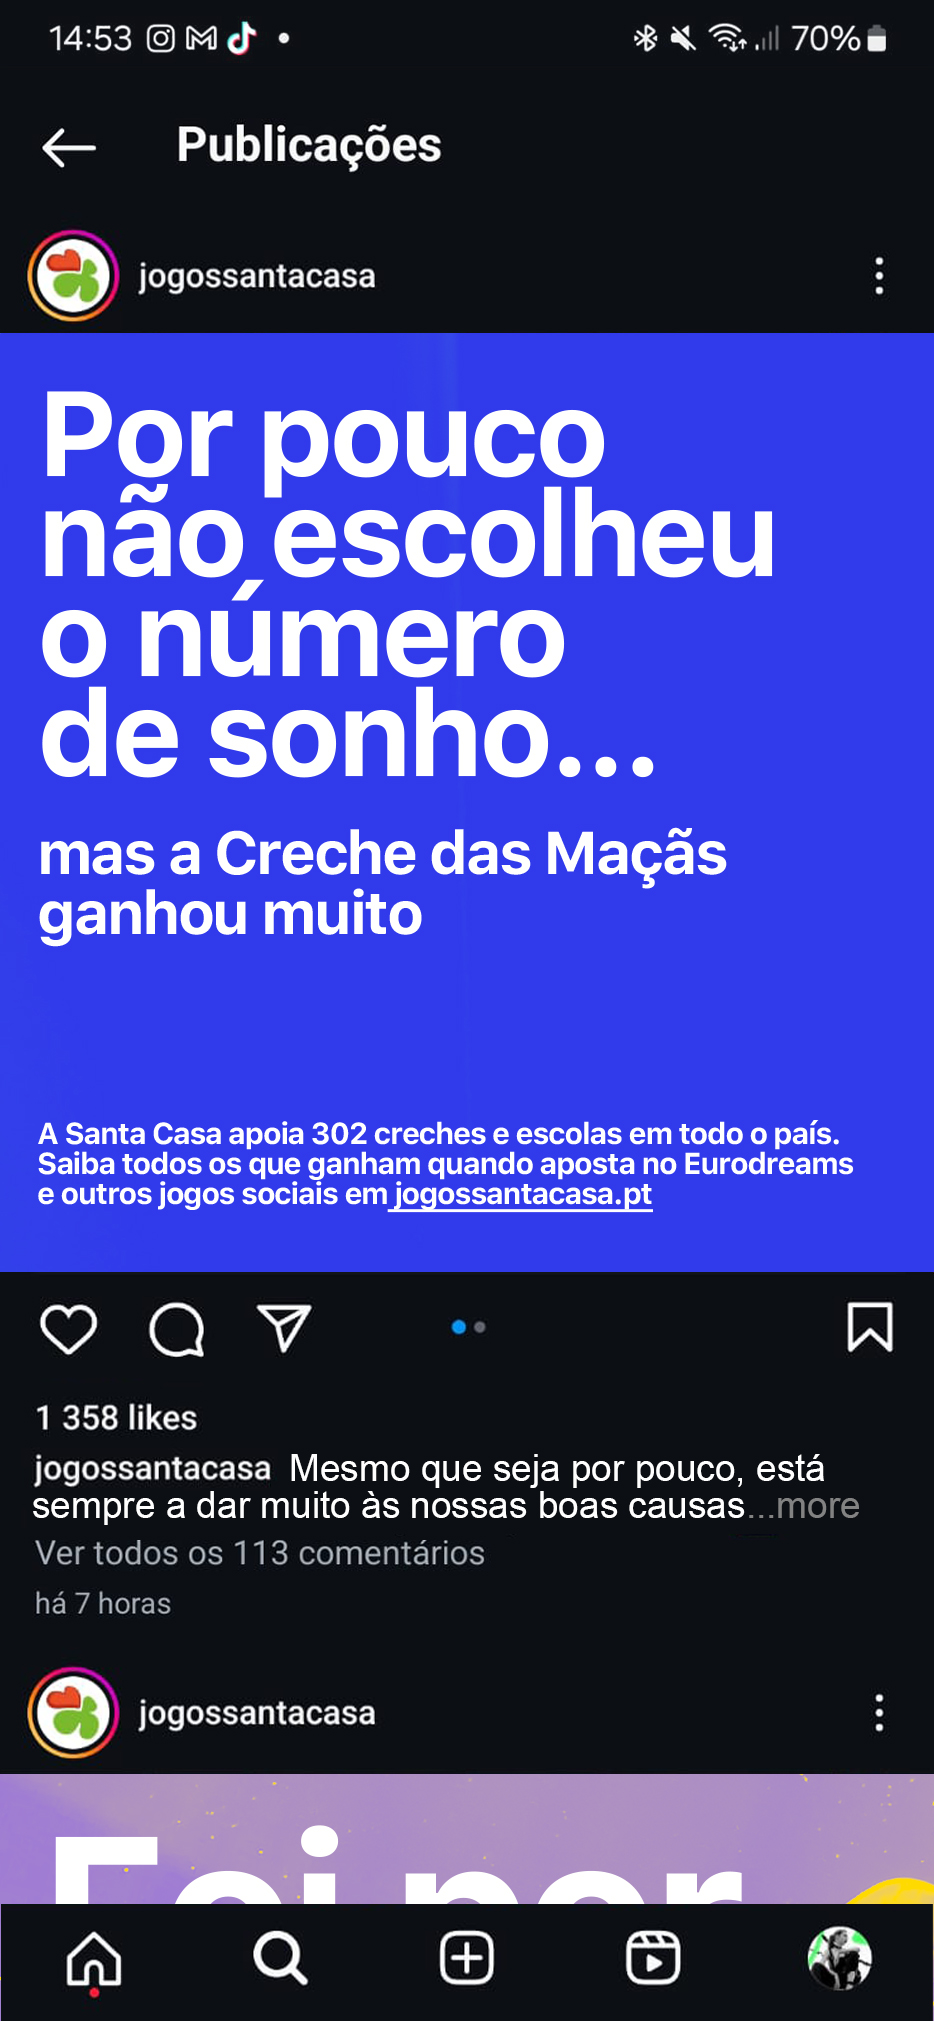 14:53
70%
Publicações
jogossantacasa
Por pouco
não escolheu
o número
de sonho...
mas a Creche das Maçãs
ganhou muito
A Santa Casa apoia 302 creches e escolas em todo o país.
Saiba todos os que ganham quando aposta no Eurodreams
e outros jogos sociais em jogossantacasa.pt
1 358 likes
jogossantacasa Mesmo que seja por pouco, está
sempre a dar muito às nossas boas causas...more
Ver todos os 113 comentários
há 7 horas
jogossantacasa
Foi por